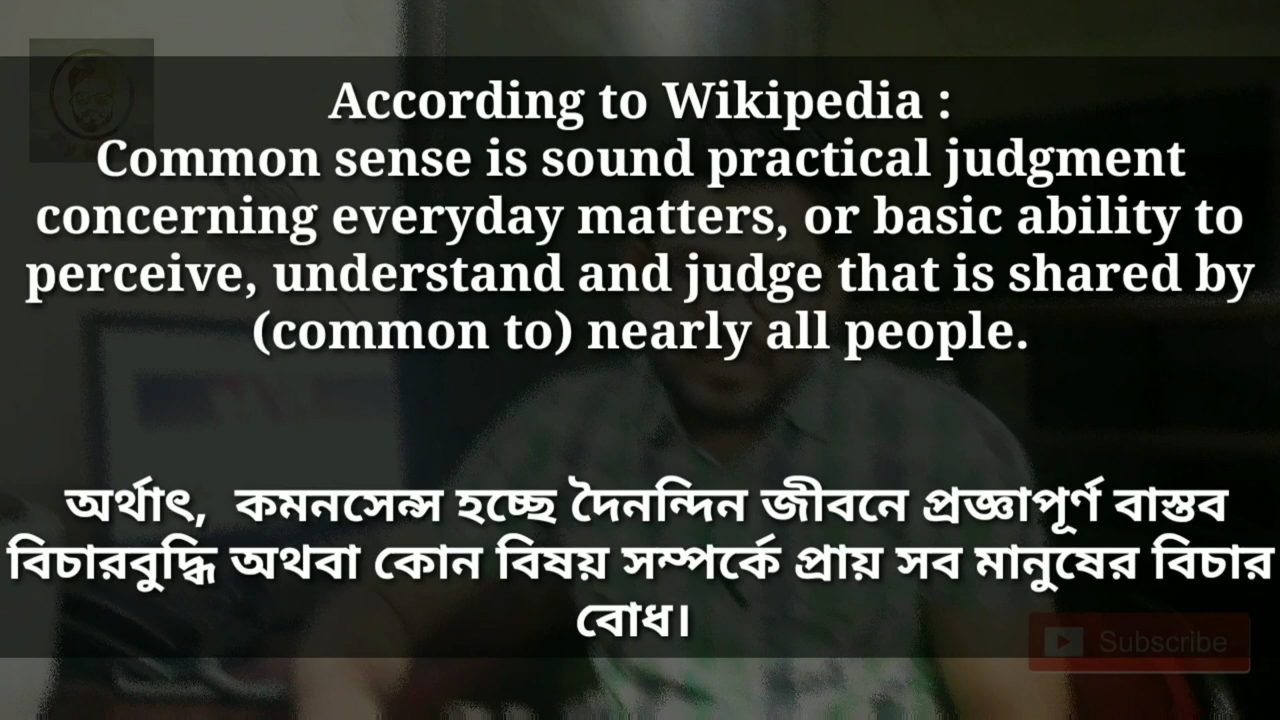 According to Wikipedia :
Common sense is sound practical judgment
concerning everyday matters, or basic ability to
perceive, understand and judge that is shared by
(common to) nearly all people.
অর্থাৎ, কমনসেন্স হচ্ছে দৈনন্দিন জীবনে প্রজ্ঞাপূর্ণ বাস্তব
বিচারবুদ্ধি অথবা কোন বিষয় সম্পর্কে প্রায় সব মানুষের বিচার
বোধ।
Subscribe